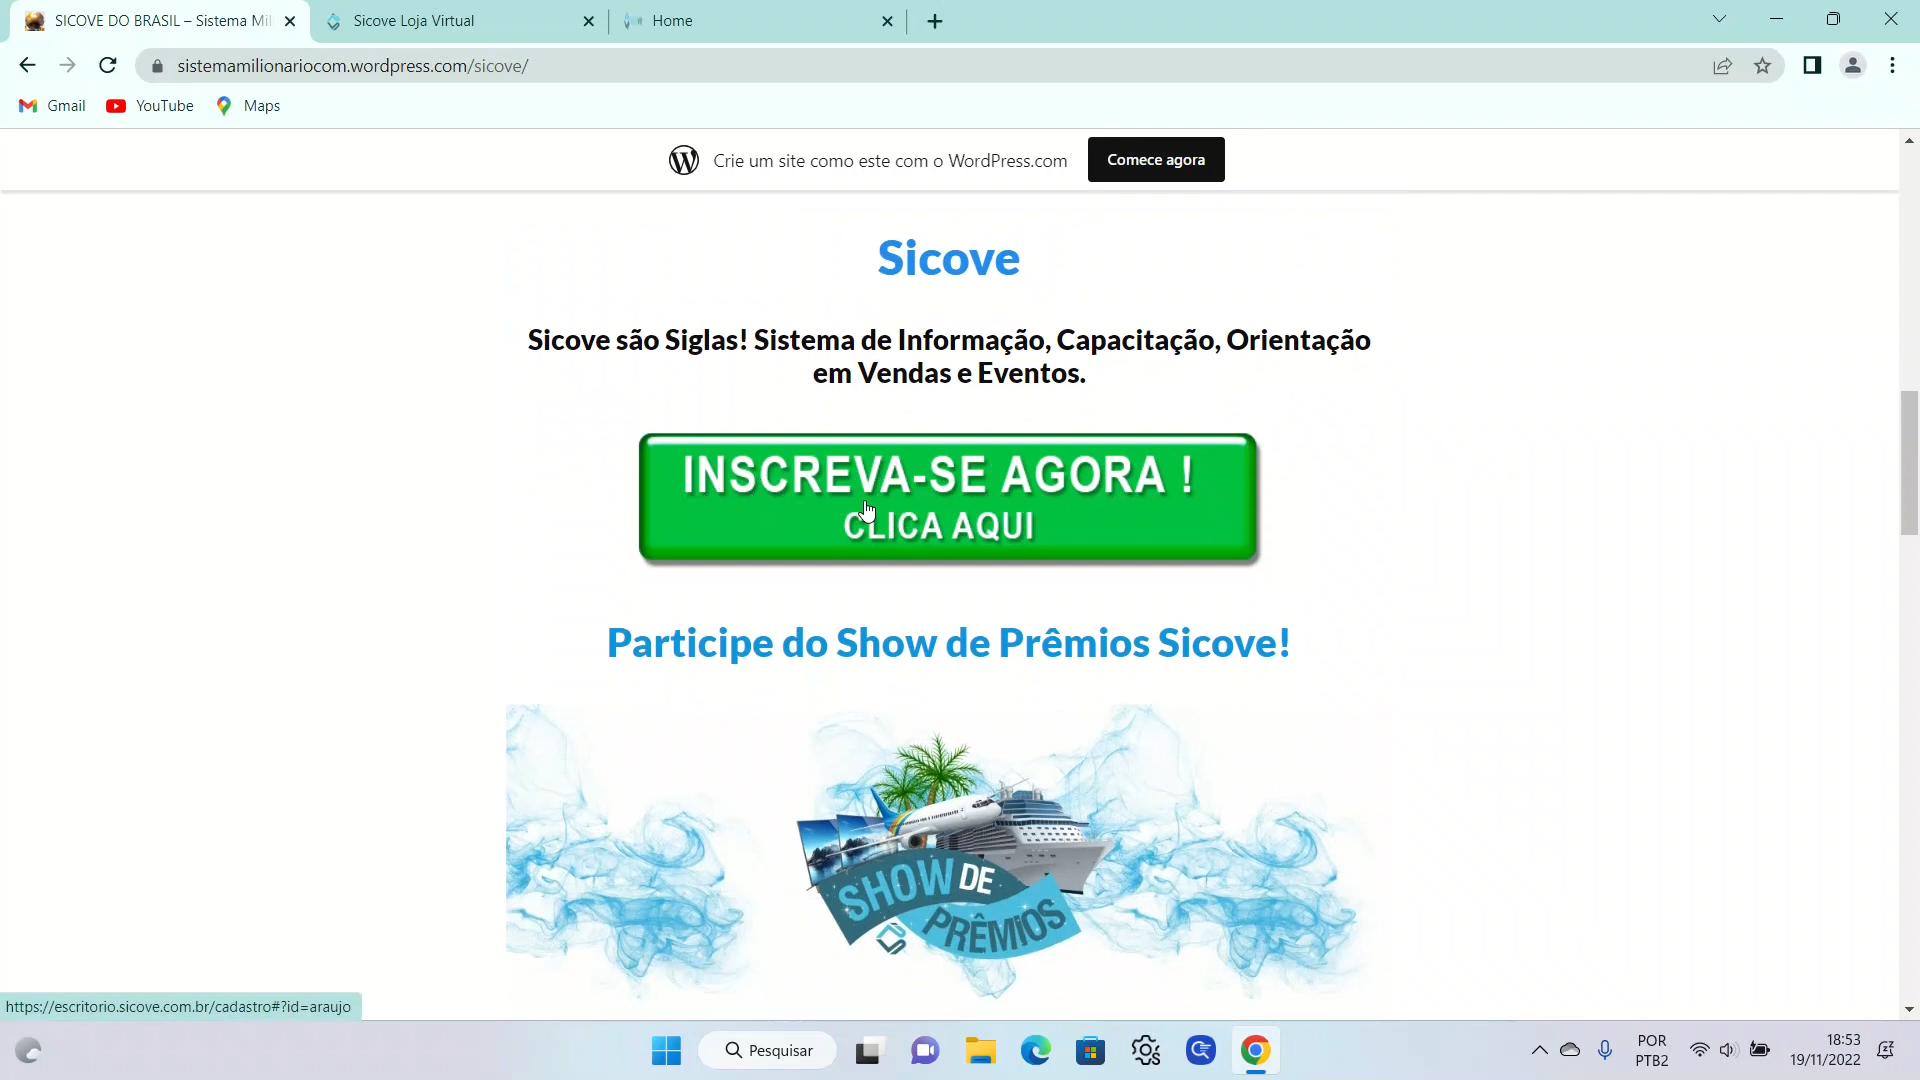 SICOVE DO BRASIL – Sistema Mil
Sicove Loja Virtual
Home
sistemamilionariocom.wordpress.com/sicove/
Gmail
YouTube
Maps
Crie um site como este com o WordPress.com
Comece agora
Sicove
Sicove são Siglas! Sistema de Informação, Capacitação, Orientação
em Vendas e Eventos.
INSCREVA-SE AGORA !
CLICA AQUI
Participe do Show de Prêmios Sicove!
SHOW DE
PRÊMIOS
https://escritorio.sicove.com.br/cadastro#?id=araujo
Pesquisar
POR
PTB2
18:53
19/11/2022